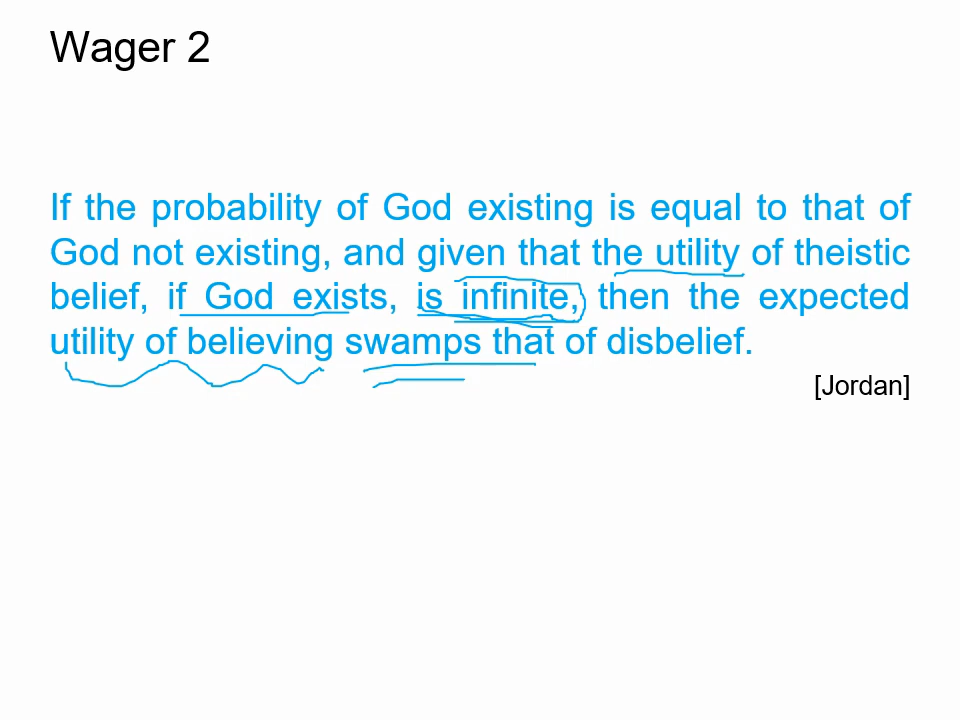 Wager 2
If the probability of God existing is equal to that of
God not existing, and given that the utility of theistic
belief, if God exists, is infinite, then the expected
utility of believing swamps that of disbelief.
[Jordan]